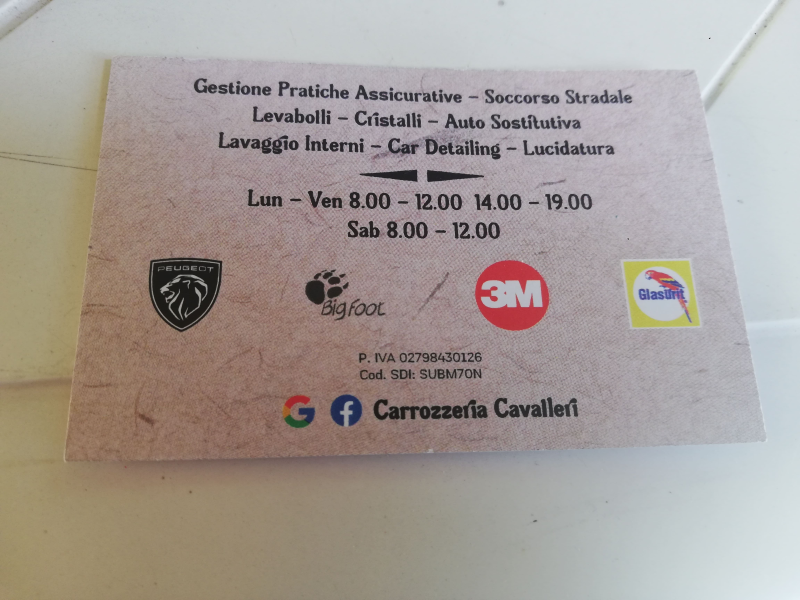 Gestione Pratiche Assicurative – Soccorso Stradale
Levabolli – Cristalli – Auto Sostitutiva
Lavaggio Interni – Car Detailing – Lucidatura
Lun – Ven 8.00 – 12.00 14.00 – 19.00
Sab 8.00 – 12.00
PEUGEOT
Bigfoot
3M
Glasurit
P. IVA 02798430126
Cod. SDI: SUBM70N
Carrozzeria Cavalleri